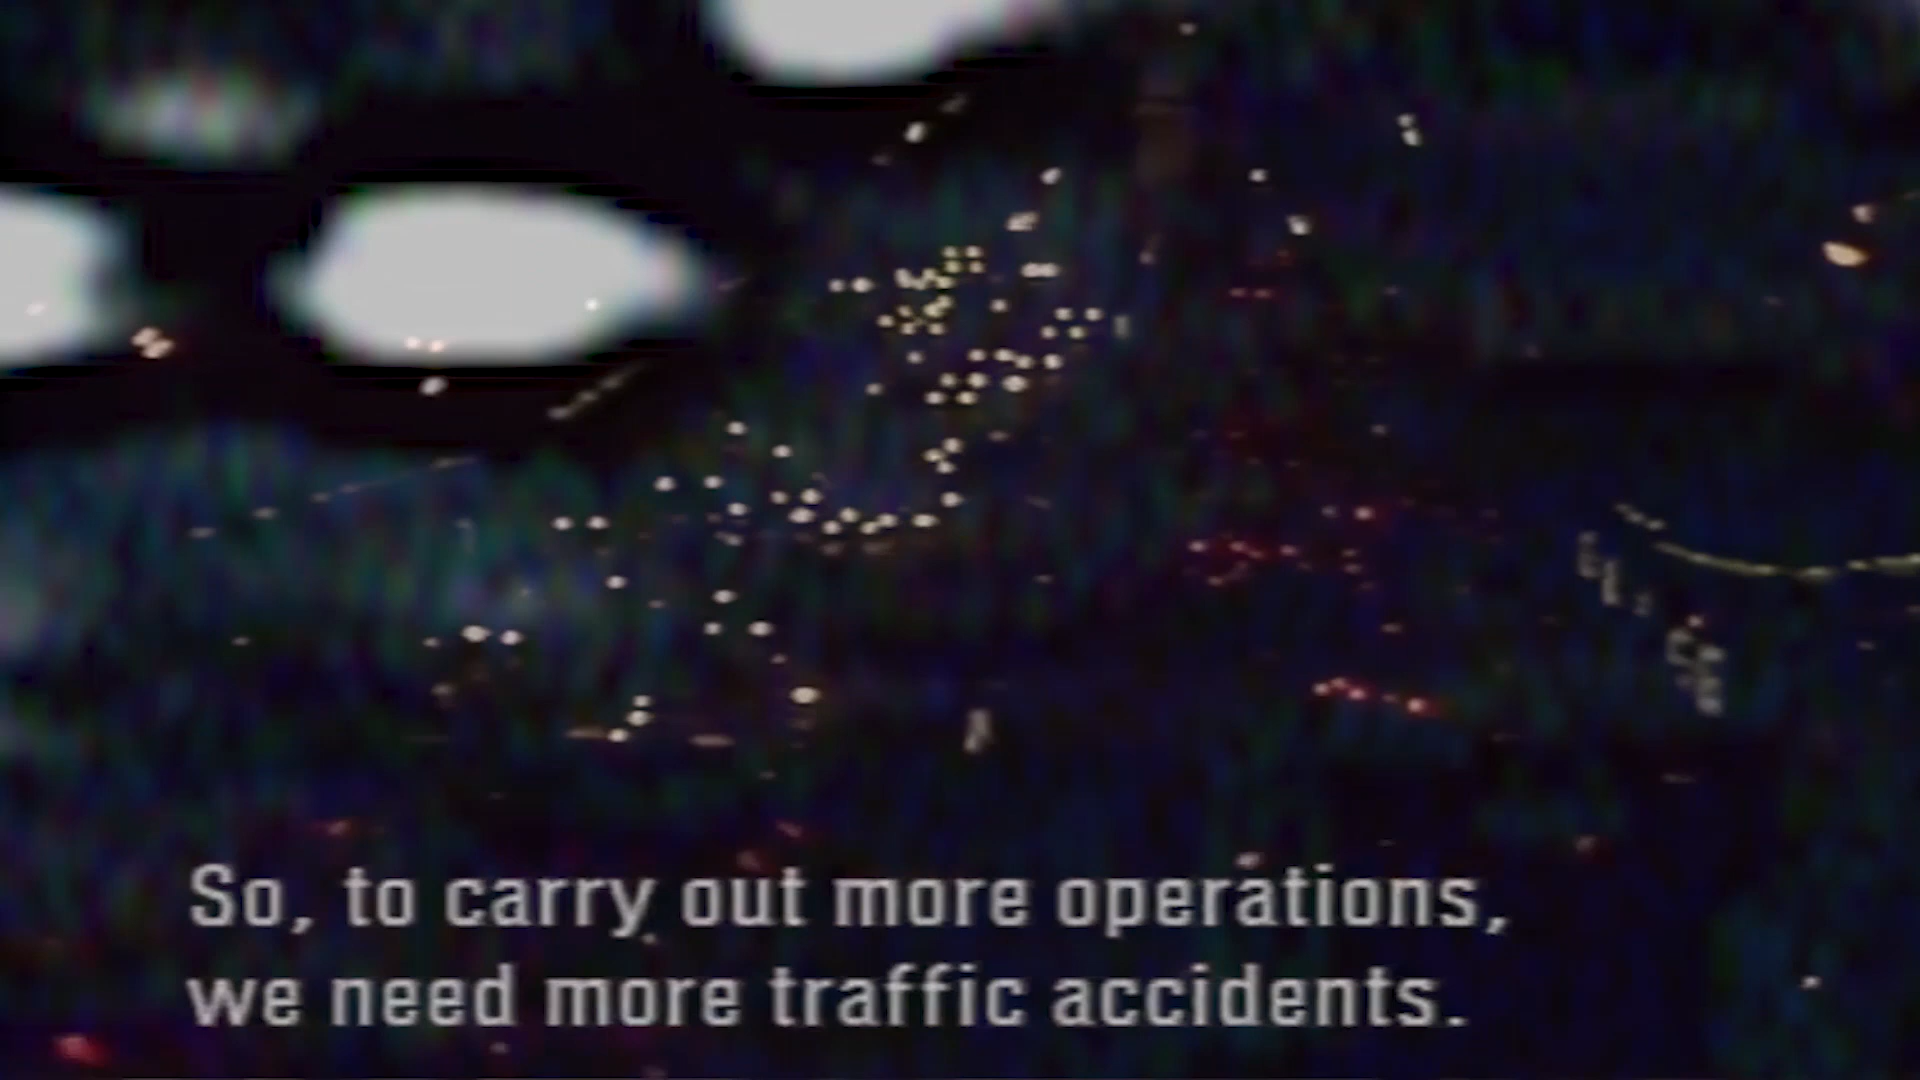 So, to carry out more operations,
we need more traffic accidents.